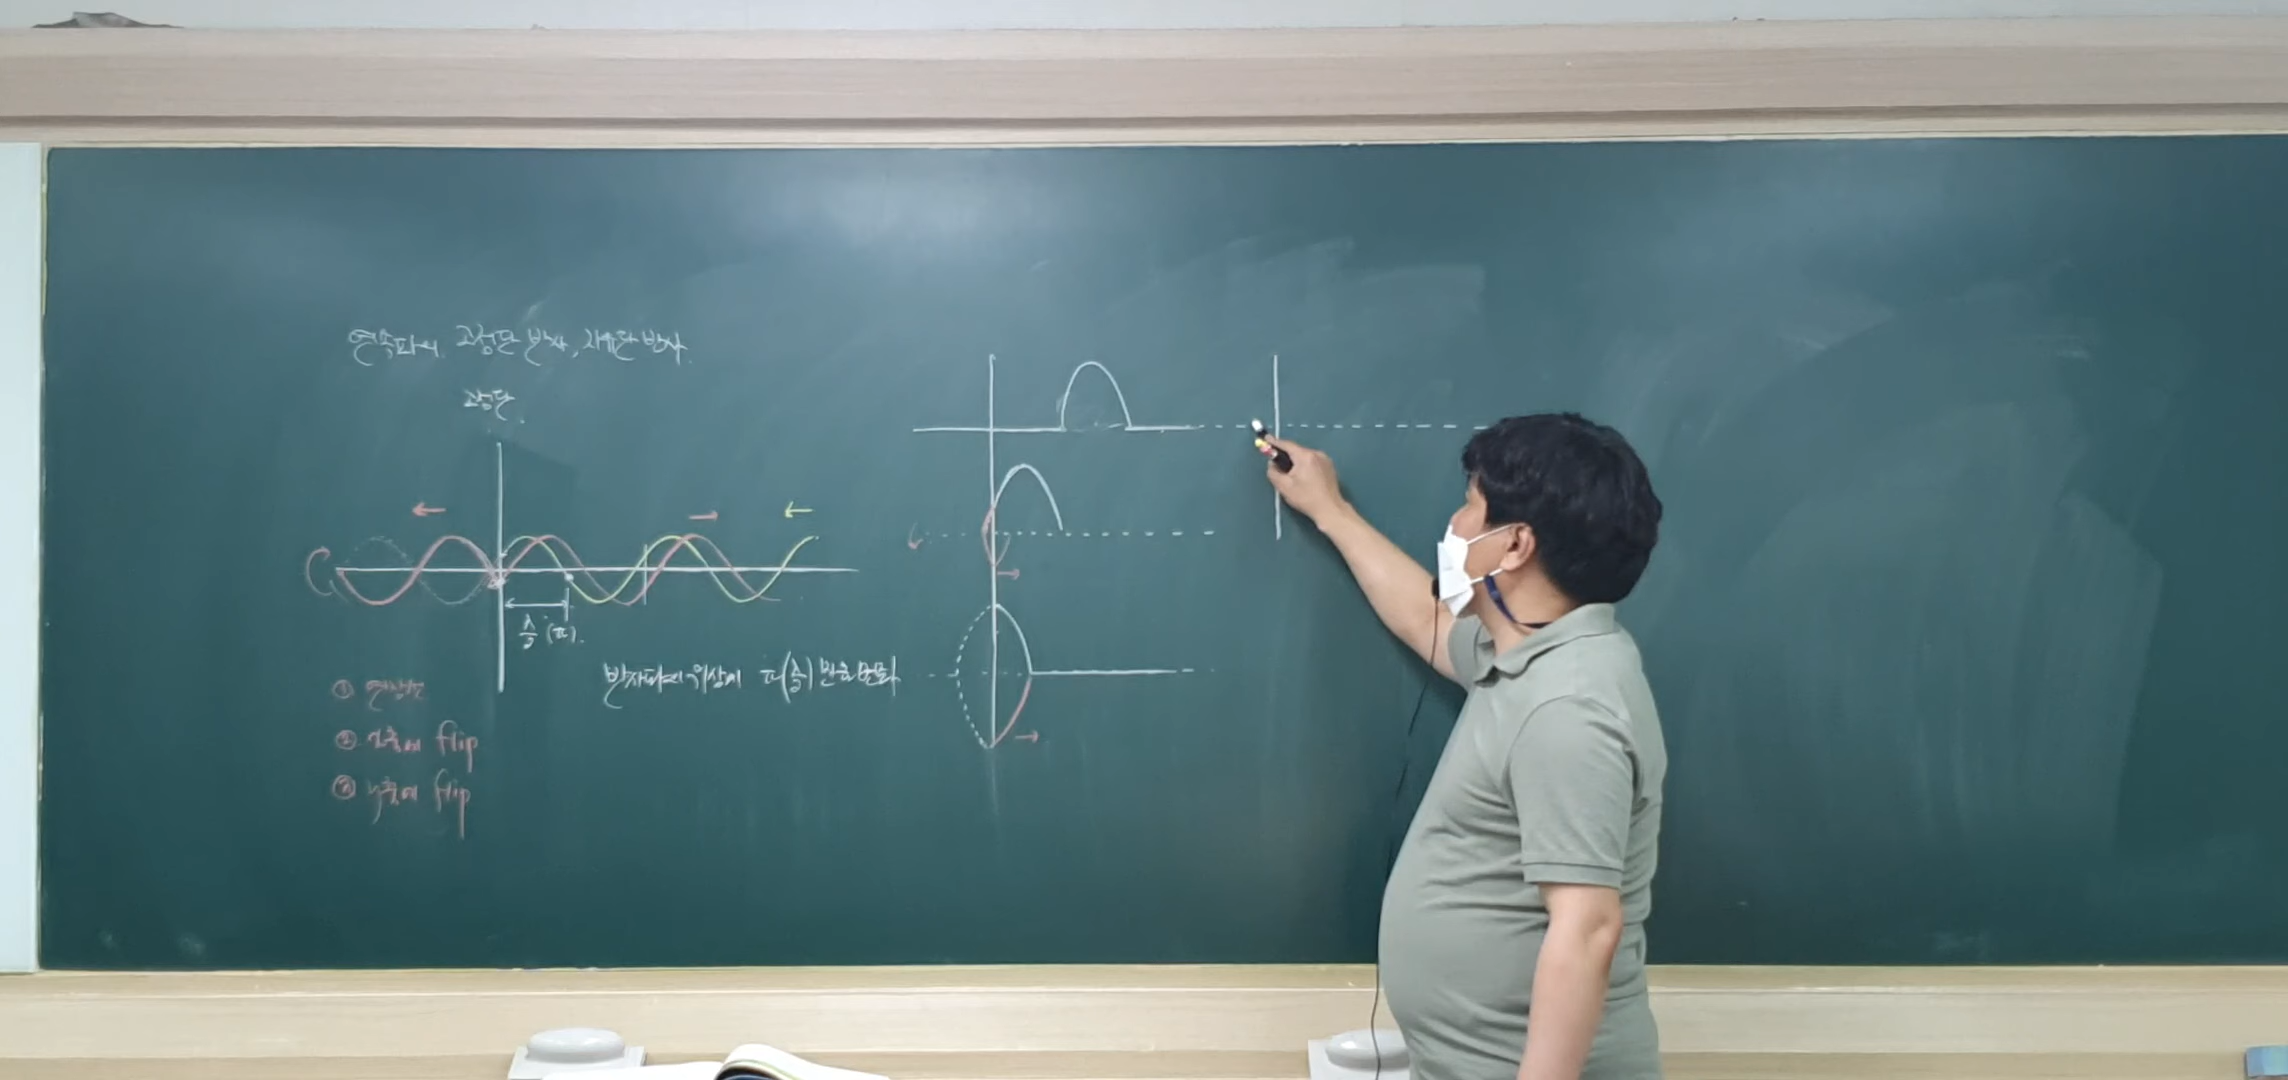 연속파의 고정단 반사, 자유단 반사.
고정단.
λ/2 (π).
반사파의 위상이 π(λ/2) 만큼 변화
① 연장선
② x축에 flip
③ y축에 flip